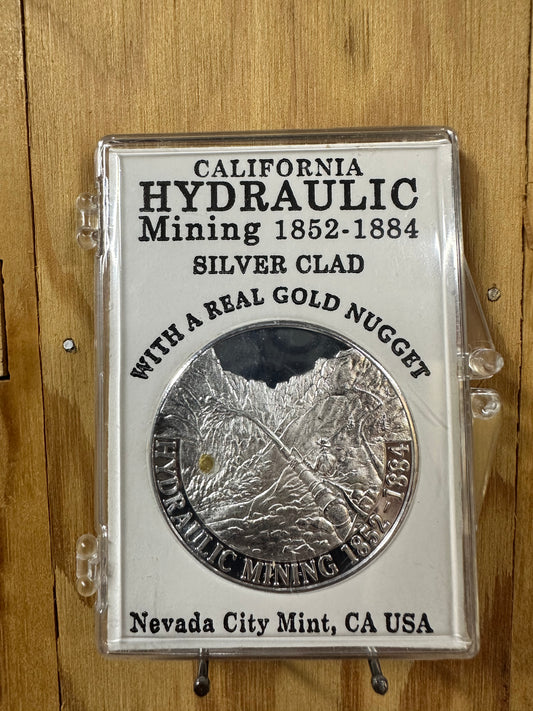 CALIFORNIA
HYDRAULIC
Mining 1852-1884
SILVER CLAD
WITH A REAL GOLD NUGGET
HYDRAULIC MINING 1852-1884
Nevada City Mint, CA USA